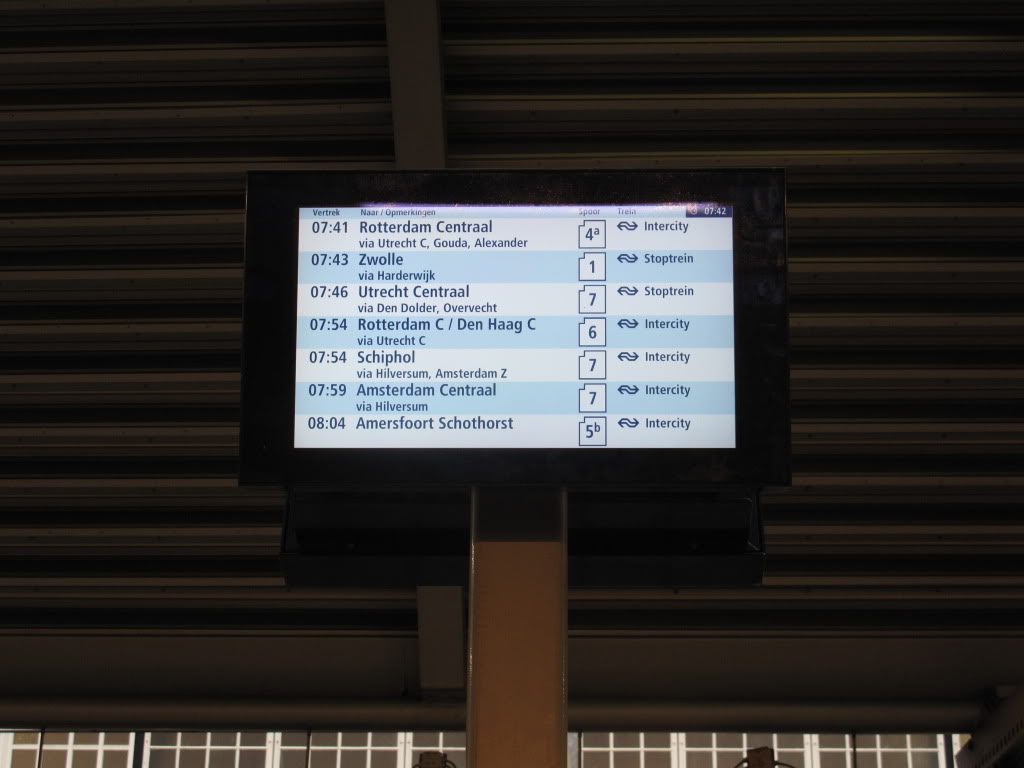 Vertrek Naar / Opmerkingen Spoor Trein 07:42
07:41 Rotterdam Centraal 4a Intercity
via Utrecht C, Gouda, Alexander
07:43 Zwolle 1 Stoptrein
via Harderwijk
07:46 Utrecht Centraal 7 Stoptrein
via Den Dolder, Overvecht
07:54 Rotterdam C / Den Haag C 6 Intercity
via Utrecht C
07:54 Schiphol 7 Intercity
via Hilversum, Amsterdam Z
07:59 Amsterdam Centraal 7 Intercity
via Hilversum
08:04 Amersfoort Schothorst 5b Intercity